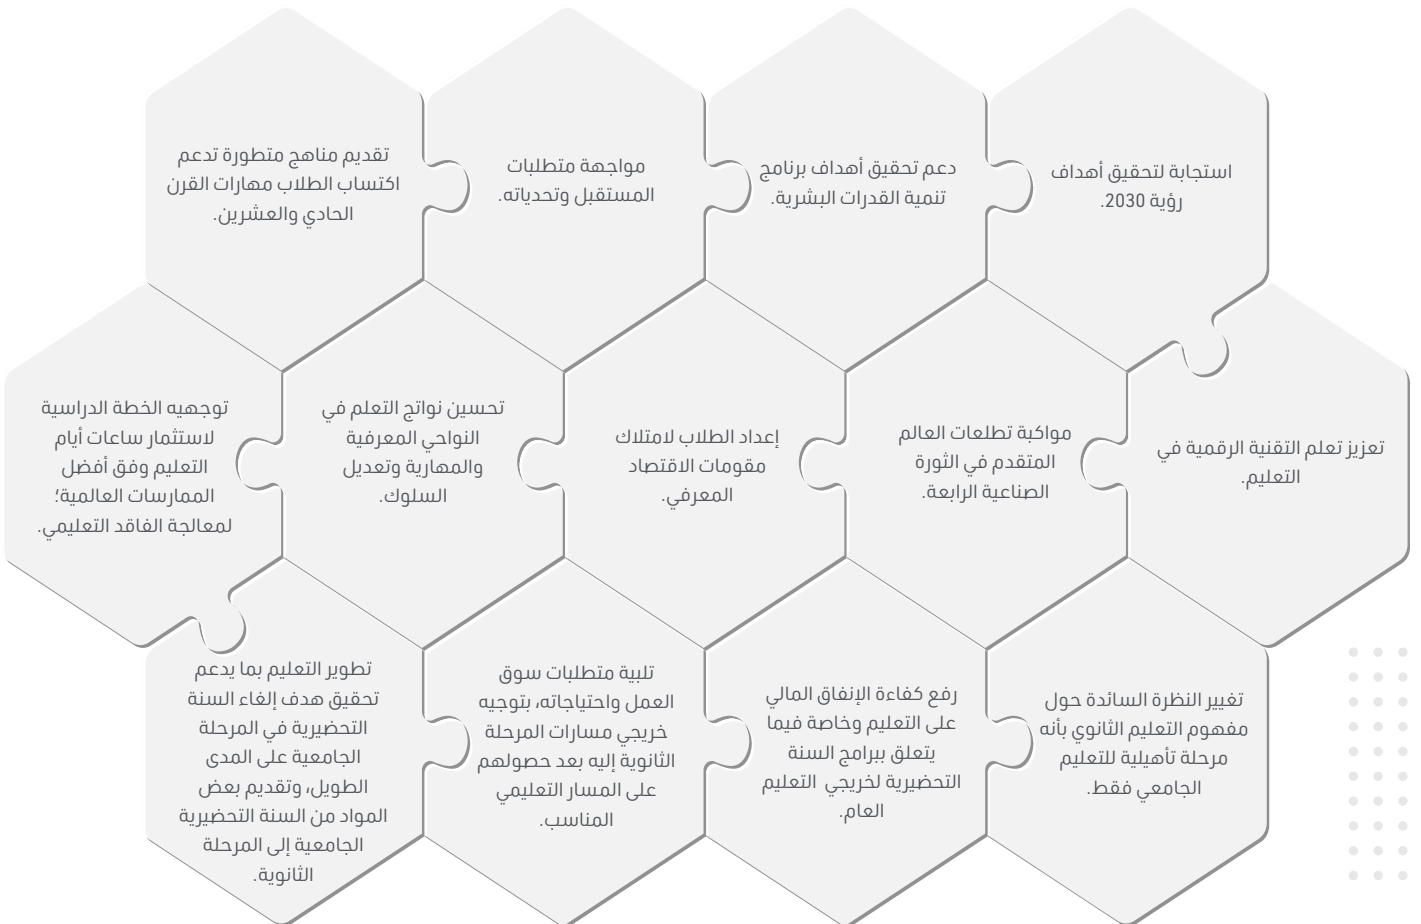 استجابة لتحقيق أهداف
رؤية 2030.
دعم تحقيق أهداف برنامج
تنمية القدرات البشرية.
مواجهة متطلبات
المستقبل وتحدياته.
تقديم مناهج متطورة تدعم
اكتساب الطلاب مهارات القرن
الحادي والعشرين.
تعزيز تعلم التقنية الرقمية في
التعليم.
مواكبة تطلعات العالم
المتقدم في الثورة
الصناعية الرابعة.
إعداد الطلاب لامتلاك
مقومات الاقتصاد
المعرفي.
تحسين نواتج التعلم في
النواحي المعرفية
والمهارية وتعديل
السلوك.
توجهيه الخطة الدراسية
لاستثمار ساعات أيام
التعليم وفق أفضل
الممارسات العالمية؛
لمعالجة الفاقد التعليمي.
تغيير النظرة السائدة حول
مفهوم التعليم الثانوي بأنه
مرحلة تأهيلية للتعليم
الجامعي فقط.
رفع كفاءة الإنفاق المالي
على التعليم وخاصة فيما
يتعلق ببرامج السنة
التحضيرية لخريجي التعليم
العام.
تلبية متطلبات سوق
العمل واحتياجاته، بتوجيه
خريجي مسارات المرحلة
الثانوية إليه بعد حصولهم
على المسار التعليمي
المناسب.
تطوير التعليم بما يدعم
تحقيق هدف إلغاء السنة
التحضيرية في المرحلة
الجامعية على المدى
الطويل، وتقديم بعض
المواد من السنة التحضيرية
الجامعية إلى المرحلة
الثانوية.